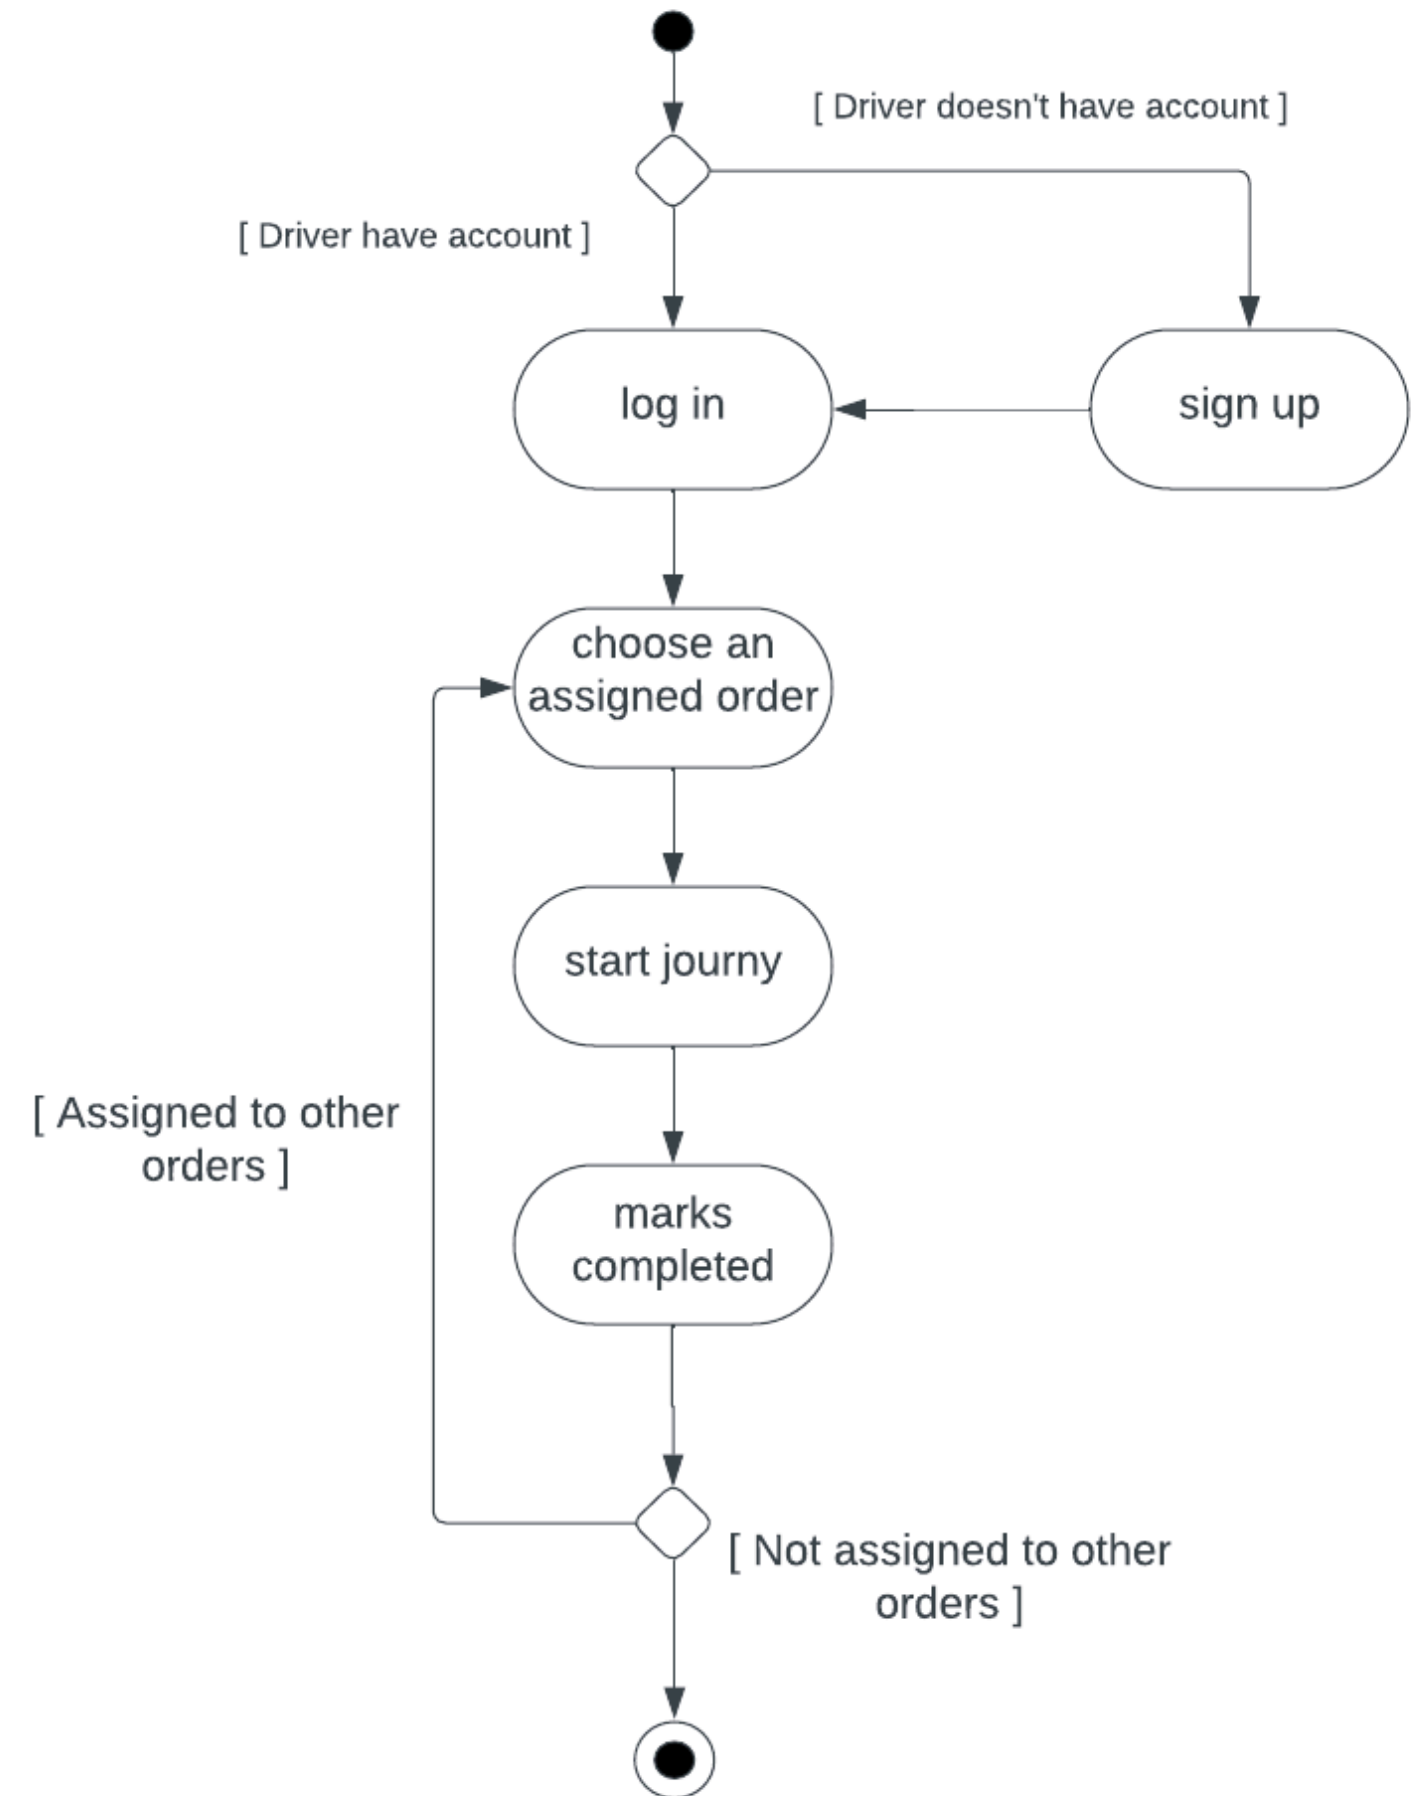 [ Driver doesn't have account ]
[ Driver have account ]
log in
sign up
choose an
assigned order
start journy
[ Assigned to other
orders ]
marks
completed
[ Not assigned to other
orders ]